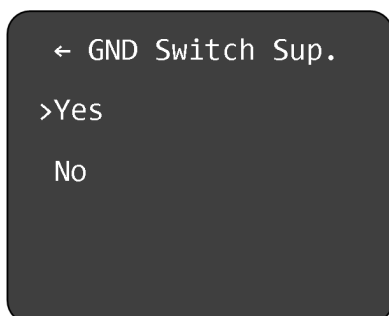 ← GND Switch Sup.
>Yes
No